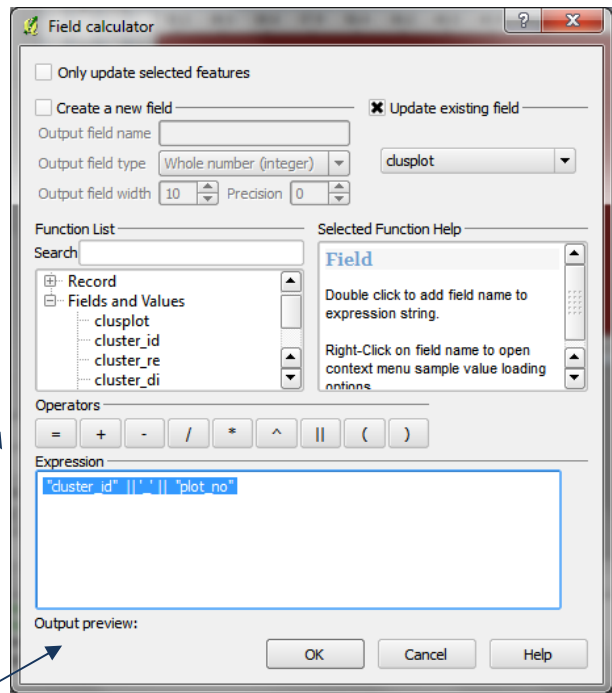 Field calculator
Only update selected features
Create a new field
Update existing field
Output field name
Output field type Whole number (integer)
clusplot
Output field width 10 Precision 0
Function List
Selected Function Help
Search
Field
Record
Fields and Values
clusplot
cluster_id
cluster_re
cluster_di
Double click to add field name to
expression string.
Right-Click on field name to open
context menu sample value loading
options
Operators
= + - / * ^ || ( )
Expression
"cluster_id" || '_' || "plot_no"
Output preview:
OK Cancel Help